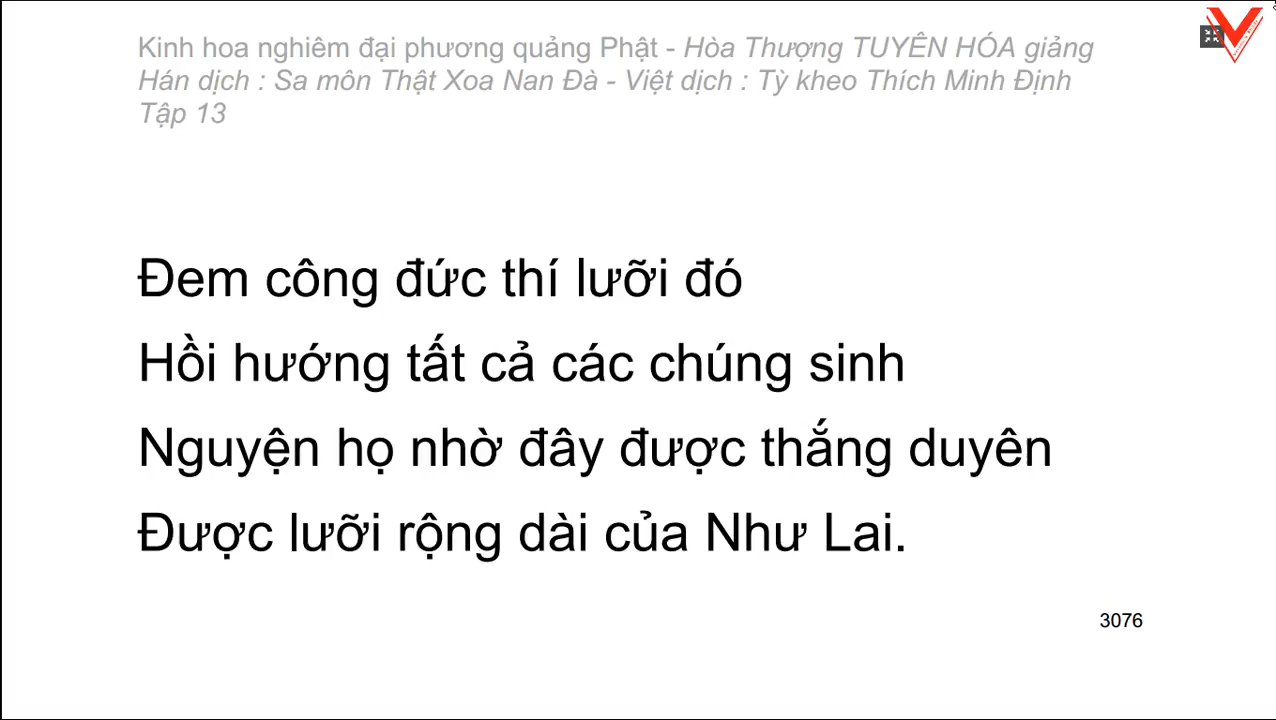 Kinh hoa nghiêm đại phương quảng Phật - Hòa Thượng TUYÊN HÓA giảng
Hán dịch : Sa môn Thật Xoa Nan Đà - Việt dịch : Tỳ kheo Thích Minh Định
Tập 13
Đem công đức thí lưỡi đó
Hồi hướng tất cả các chúng sinh
Nguyện họ nhờ đây được thắng duyên
Được lưỡi rộng dài của Như Lai.
3076